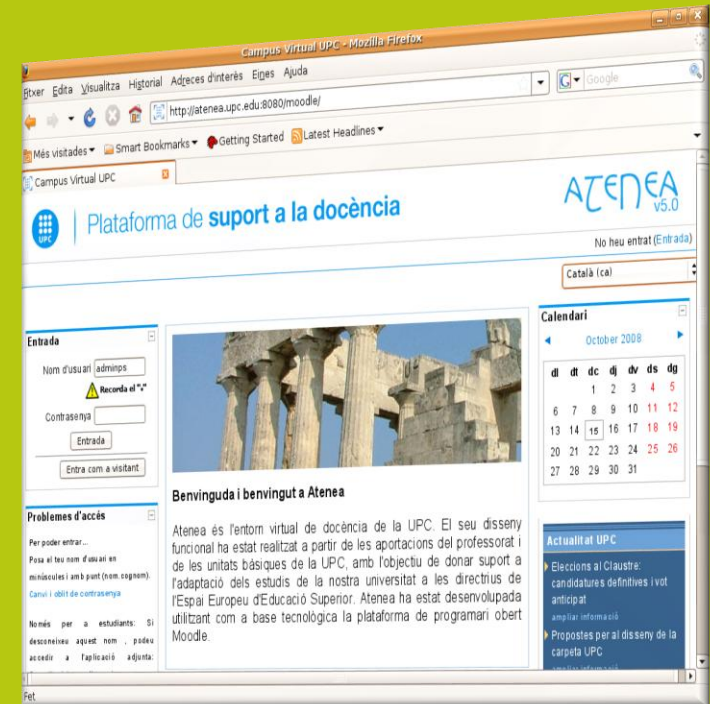 Campus Virtual UPC - Mozilla Firefox
Fitxer Edita Visualitza Historial Adreces d'interès Eines Ajuda
http://atenea.upc.edu:8080/moodle/
Google
Més visitades Smart Bookmarks Getting Started Latest Headlines
Campus Virtual UPC
UPC
Plataforma de suport a la docència
ATENEA
v5.0
No heu entrat (Entrada)
Català (ca)
Entrada
Nom d'usuari adminps
Recorda el "."
Contrasenya
Entrada
Entra com a visitant
Problemes d'accés
Per poder entrar...
Posa el teu nom d'usuari en
minúscules i amb punt (nom.cognom).
Canvi i oblit de contrasenya
Només per a estudiants: Si
desconeixeu aquest nom , podeu
accedir a l'aplicació adjunta:
Benvinguda i benvingut a Atenea
Atenea és l'entorn virtual de docència de la UPC. El seu disseny
funcional ha estat realitzat a partir de les aportacions del professorat i
de les unitats bàsiques de la UPC, amb l'objectiu de donar suport a
l'adaptació dels estudis de la nostra universitat a les directrius de
l'Espai Europeu d'Educació Superior. Atenea ha estat desenvolupada
utilitzant com a base tecnològica la plataforma de programari obert
Moodle.
Calendari
October 2008
dl dt dc dj dv ds dg
1 2 3 4 5
6 7 8 9 10 11 12
13 14 15 16 17 18 19
20 21 22 23 24 25 26
27 28 29 30 31
Actualitat UPC
Eleccions al Claustre:
candidatures definitives i vot
anticipat
ampliar informació
Propostes per al disseny de la
carpeta UPC
ampliar informació
Fet